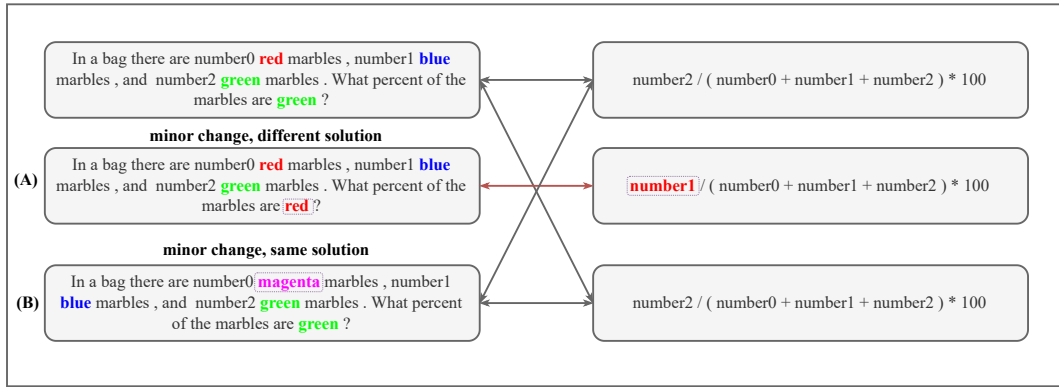 In a bag there are number0 red marbles , number1 blue
marbles , and number2 green marbles . What percent of the
marbles are green ?
number2 / ( number0 + number1 + number2 ) * 100
minor change, different solution
(A)
In a bag there are number0 red marbles , number1 blue
marbles , and number2 green marbles . What percent of the
marbles are red ?
number1 / ( number0 + number1 + number2 ) * 100
minor change, same solution
(B)
In a bag there are number0 magenta marbles , number1
blue marbles , and number2 green marbles . What percent
of the marbles are green ?
number2 / ( number0 + number1 + number2 ) * 100